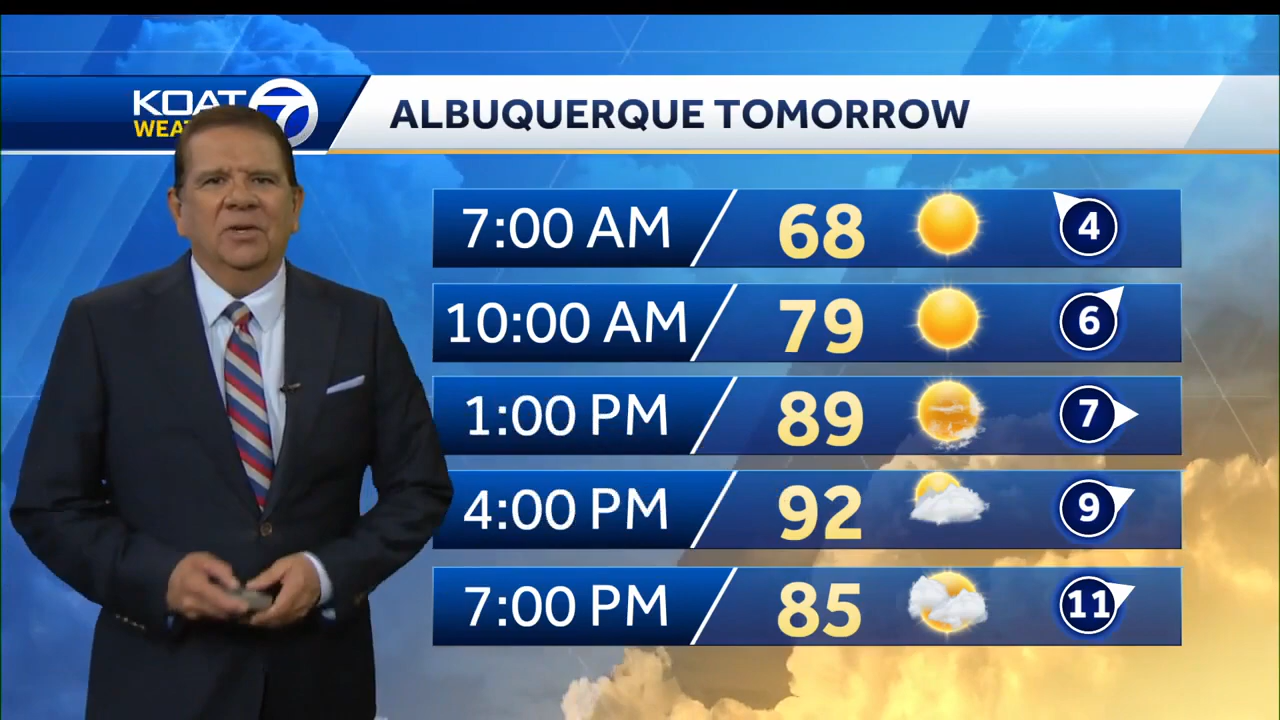 KOAT 7
ALBUQUERQUE TOMORROW
7:00 AM 68 4
10:00 AM 79 6
1:00 PM 89 7
4:00 PM 92 9
7:00 PM 85 11